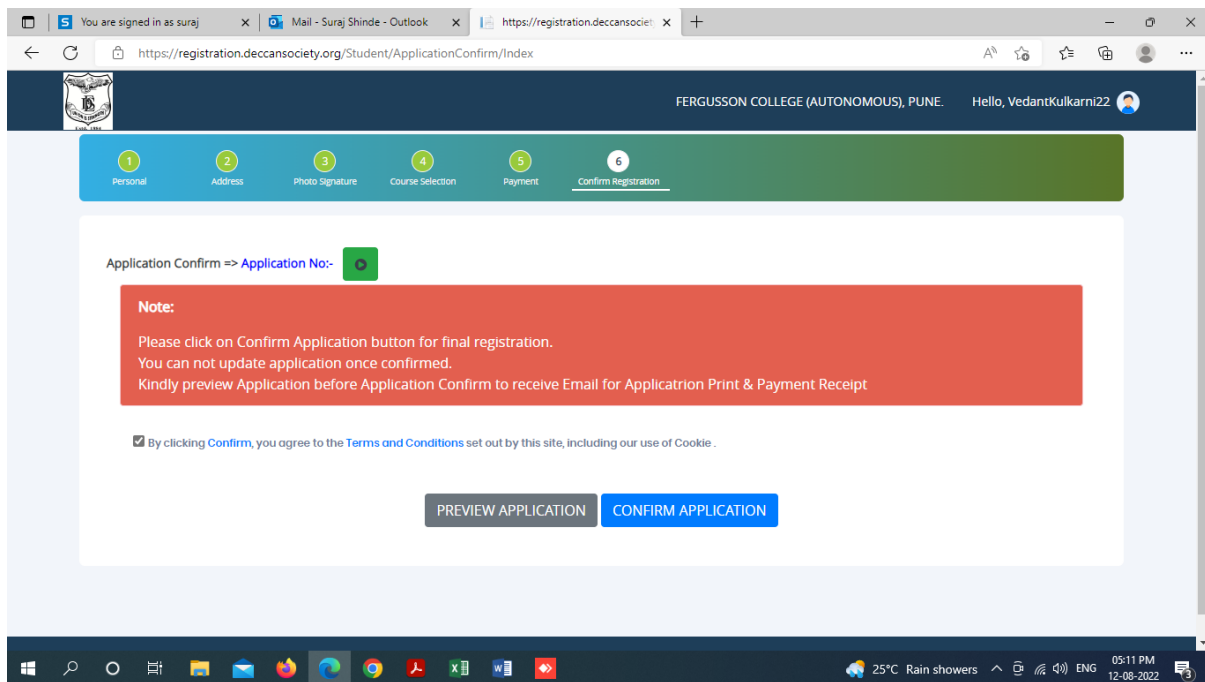 You are signed in as suraj
Mail - Suraj Shinde - Outlook
https://registration.deccansociet
https://registration.deccansociety.org/Student/ApplicationConfirm/Index
FERGUSSON COLLEGE (AUTONOMOUS), PUNE.
Hello, VedantKulkarni22
1
2
3
4
5
6
Personal
Address
Photo Signature
Course Selection
Payment
Confirm Registration
Application Confirm => Application No:-
Note:
Please click on Confirm Application button for final registration.
You can not update application once confirmed.
Kindly preview Application before Application Confirm to receive Email for Applicatrion Print & Payment Receipt
By clicking Confirm, you agree to the Terms and Conditions set out by this site, including our use of Cookie .
PREVIEW APPLICATION
CONFIRM APPLICATION
25°C Rain showers
ENG
05:11 PM
12-08-2022
3